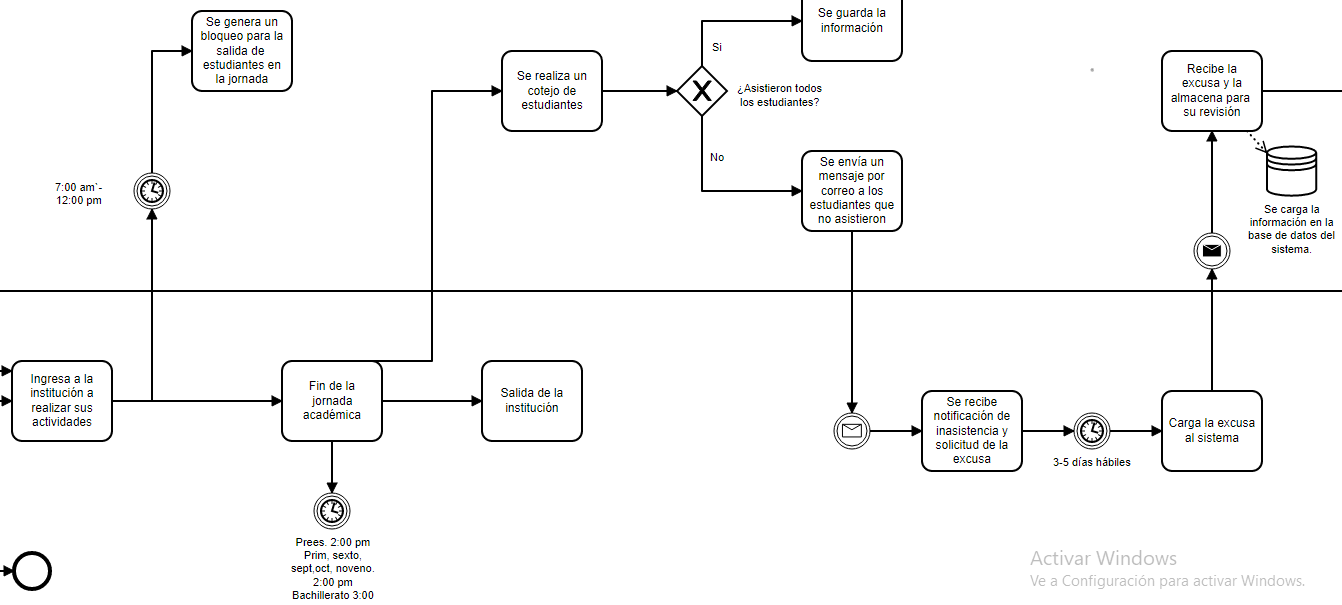 Se genera un
bloqueo para la
salida de
estudiantes en
la jornada
7:00 am`-
12:00 pm
Se realiza un
cotejo de
estudiantes
Si
¿Asistieron todos
los estudiantes?
No
Se guarda la
información
Se envía un
mensaje por
correo a los
estudiantes que
no asistieron
Recibe la
excusa y la
almacena para
su revisión
Se carga la
información en la
base de datos del
sistema.
Ingresa a la
institución a
realizar sus
actividades
Fin de la
jornada
académica
Salida de la
institución
Prees. 2:00 pm
Prim, sexto,
sept,oct, noveno.
2:00 pm
Bachillerato 3:00
Se recibe
notificación de
inasistencia y
solicitud de la
excusa
3-5 días hábiles
Carga la excusa
al sistema
Activar Windows
Ve a Configuración para activar Windows.